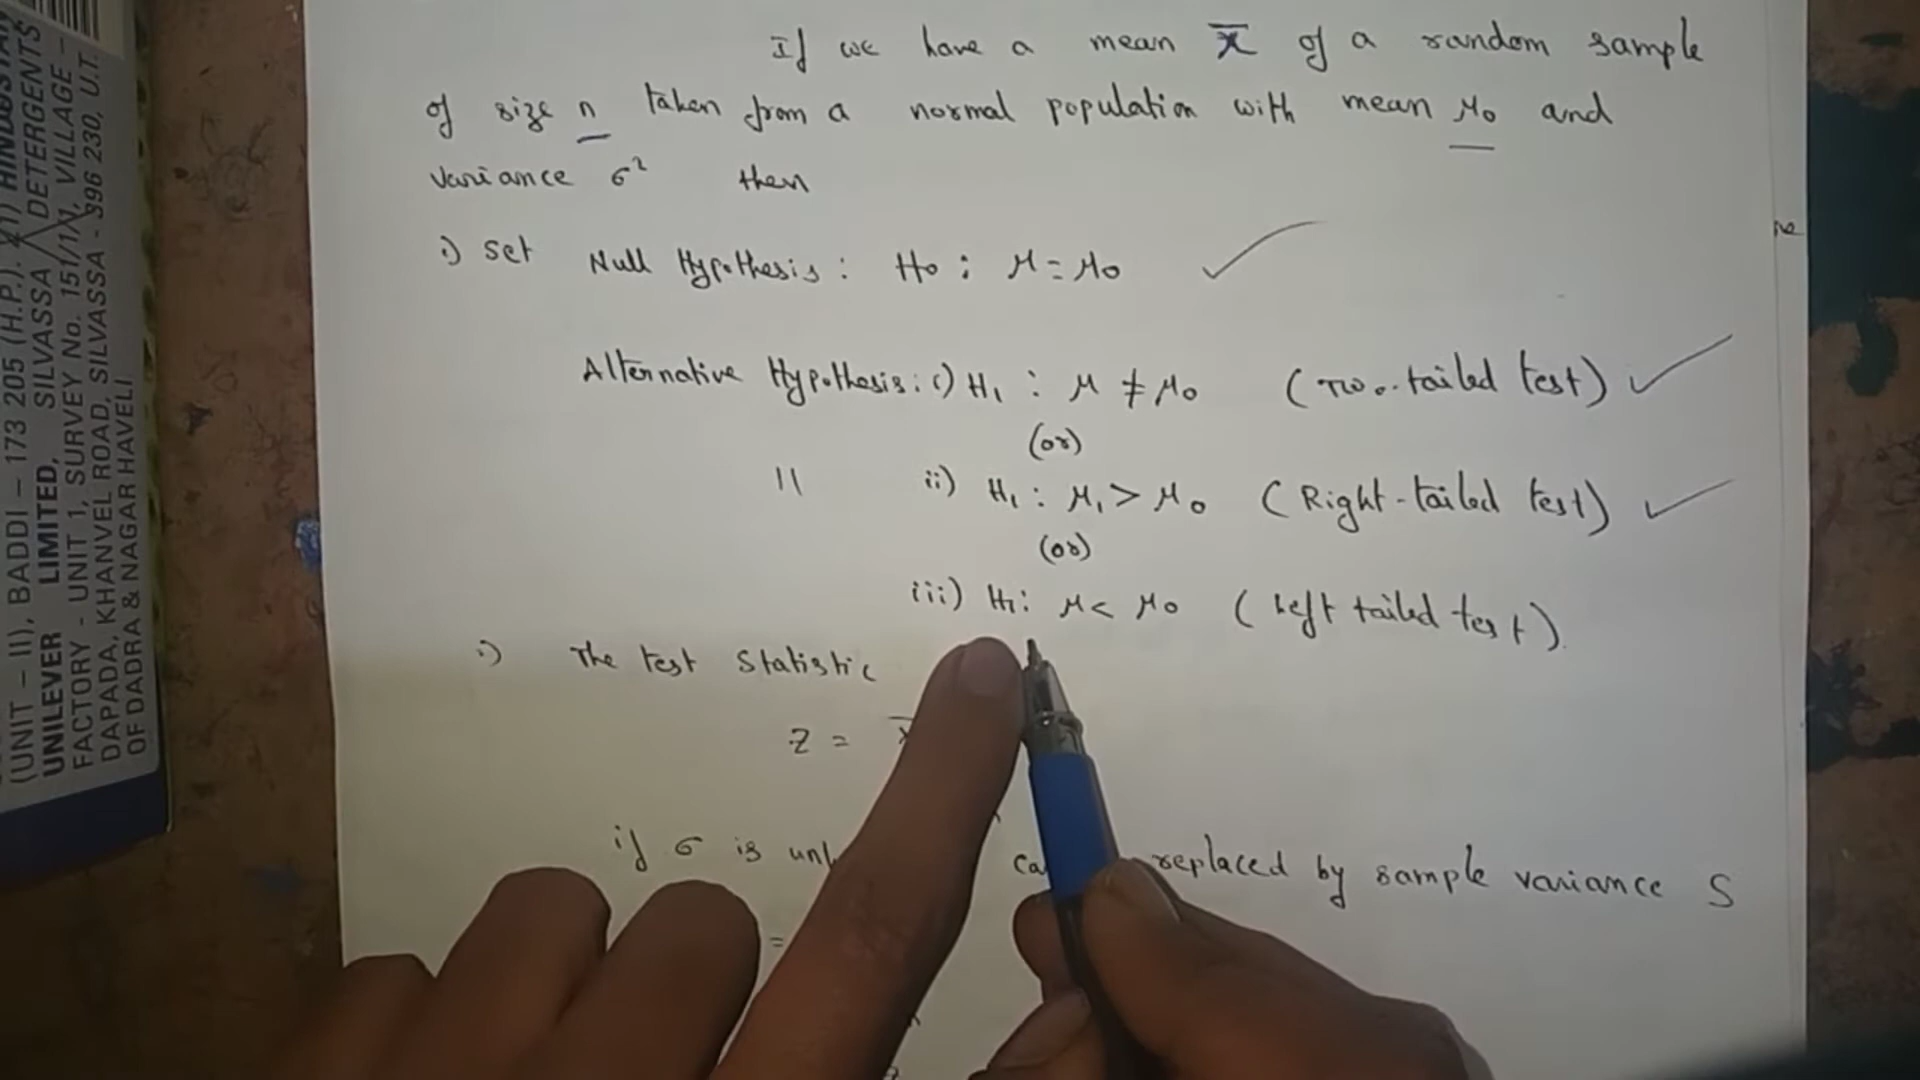 If we have a mean x̄ of a random sample
of size n taken from a normal population with mean μ0 and
variance σ² then
i) Set Null Hypothesis : H0 : μ = μ0
Alternative Hypothesis : i) H1 : μ ≠ μ0 (Two-tailed test)
(or)
11 ii) H1 : μ1 > μ0 (Right-tailed test)
(or)
iii) H1: μ < μ0 (Left tailed test).
The test statistic
Z =
if σ is replaced by sample variance S
=
(UNIT – II), BADDI – 173 205 (H.P.).
UNILEVER LIMITED, SILVASSA DETERGENTS
FACTORY - UNIT 1, SURVEY No. 151/1/1, VILLAGE -
DAPADA, KHANVEL ROAD, SILVASSA - 396 230, U.T.
OF DADRA & NAGAR HAVELI